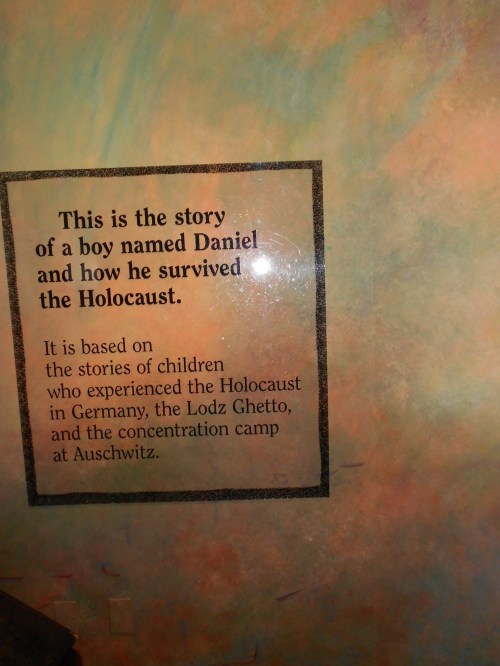 This is the story
of a boy named Daniel
and how he survived
the Holocaust.
It is based on
the stories of children
who experienced the Holocaust
in Germany, the Lodz Ghetto,
and the concentration camp
at Auschwitz.